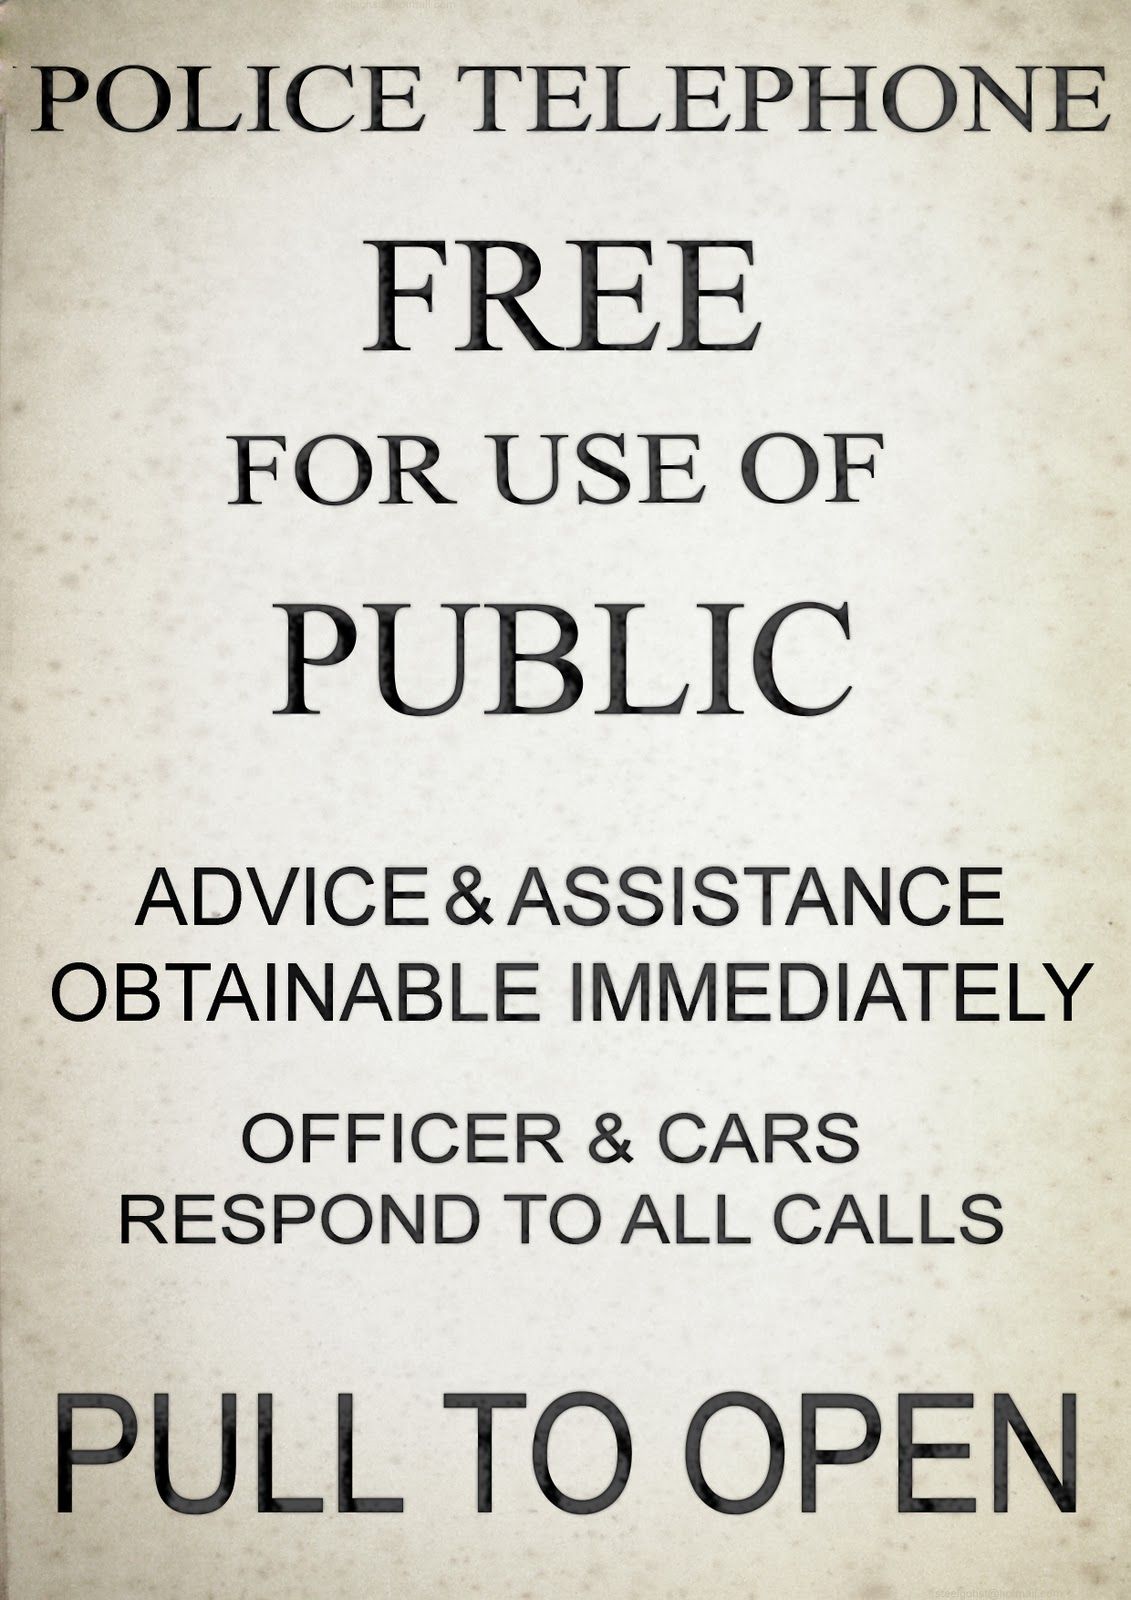 POLICE TELEPHONE
FREE
FOR USE OF
PUBLIC
ADVICE & ASSISTANCE
OBTAINABLE IMMEDIATELY
OFFICER & CARS
RESPOND TO ALL CALLS
PULL TO OPEN